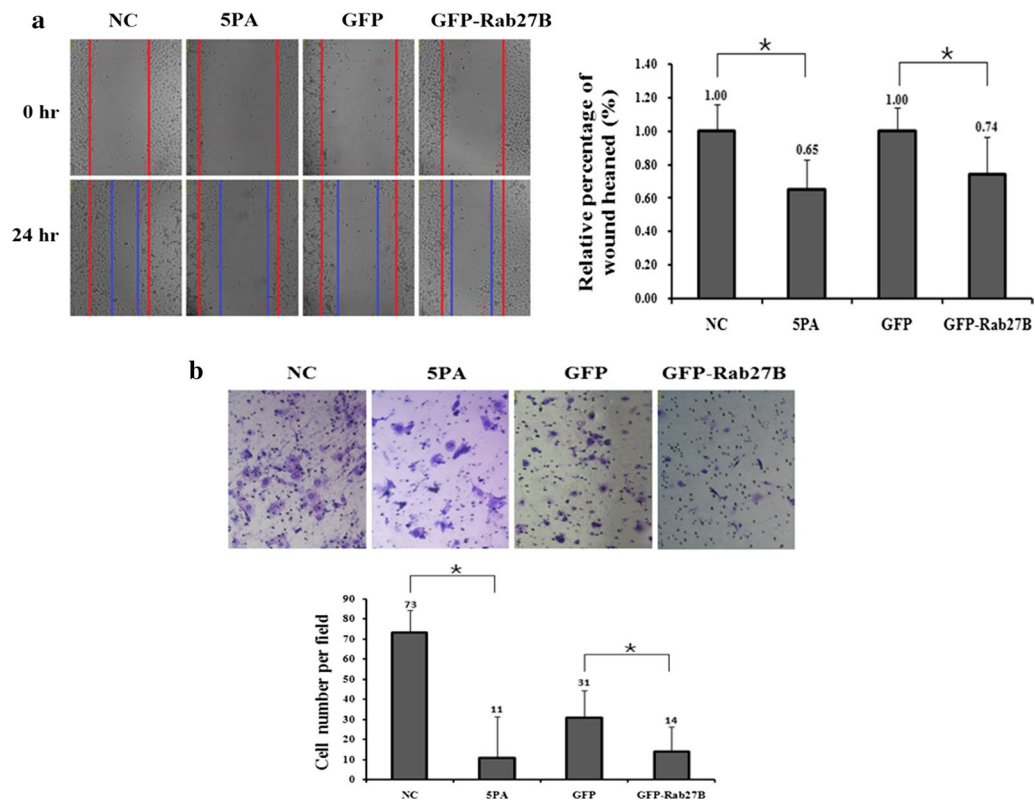 a
NC 5PA GFP GFP-Rab27B
0 hr
24 hr
Relative percentage of
wound heaned (%)
1.40
1.20
1.00
0.80
0.60
0.40
0.20
0.00
* *
1.00 0.65 1.00 0.74
NC 5PA GFP GFP-Rab27B
b
NC 5PA GFP GFP-Rab27B
Cell number per field
90
80
70
60
50
40
30
20
10
0
* *
73 11 31 14
NC 5PA GFP GFP-Rab27B